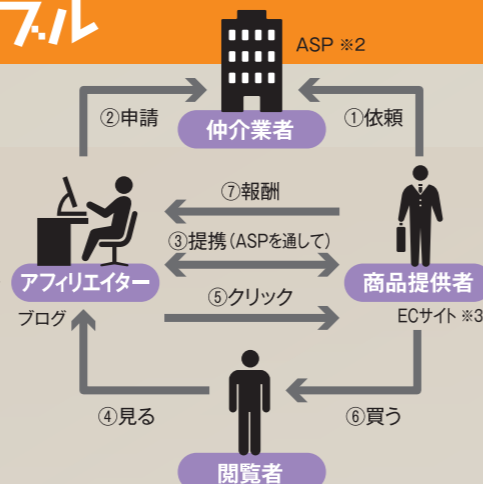 ブル
ASP ※2
②申請
仲介業者
①依頼
⑦報酬
③提携(ASPを通して)
アフィリエイター
商品提供者
⑤クリック
ブログ
ECサイト ※3
④見る
⑥買う
閲覧者